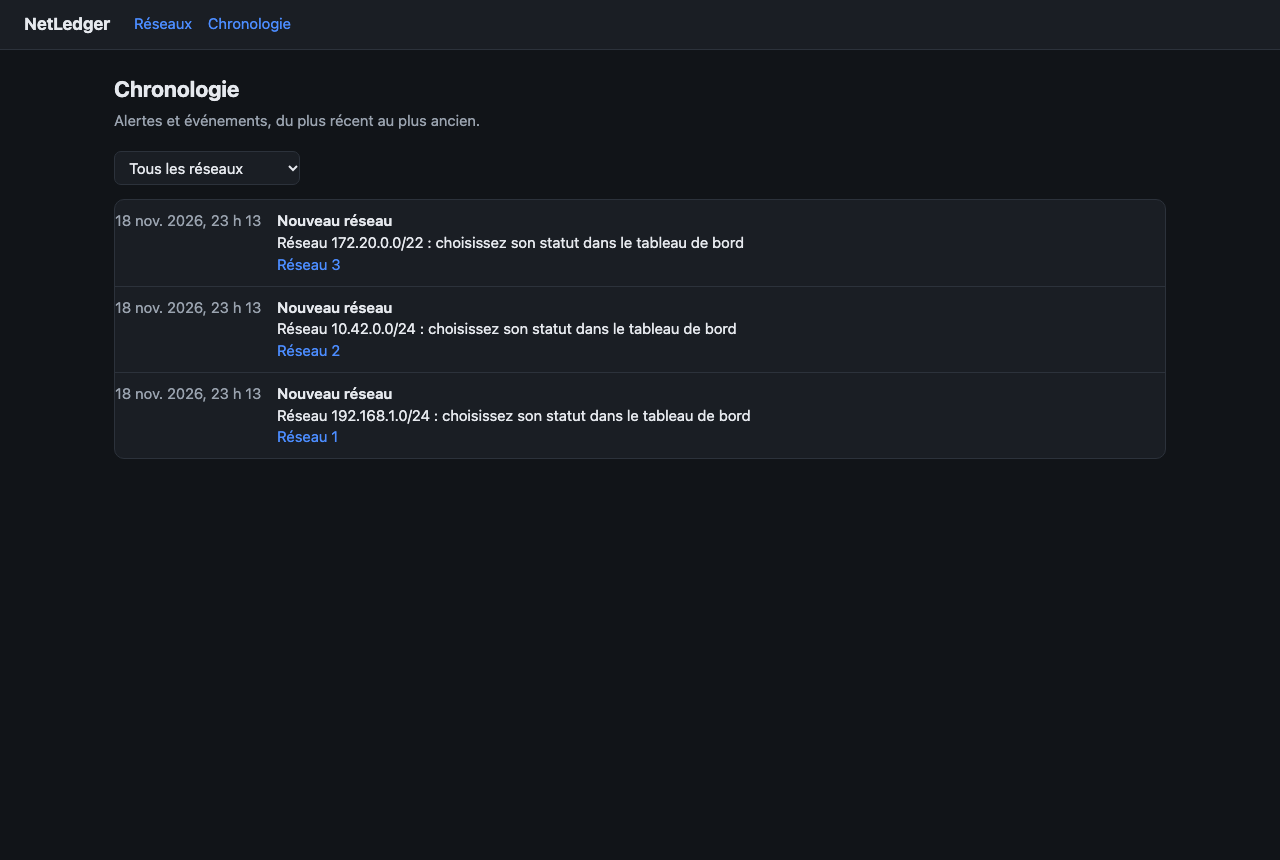 NetLedger Réseaux Chronologie
Chronologie
Alertes et événements, du plus récent au plus ancien.
Tous les réseaux
18 nov. 2026, 23 h 13 Nouveau réseau
Réseau 172.20.0.0/22 : choisissez son statut dans le tableau de bord
Réseau 3
18 nov. 2026, 23 h 13 Nouveau réseau
Réseau 10.42.0.0/24 : choisissez son statut dans le tableau de bord
Réseau 2
18 nov. 2026, 23 h 13 Nouveau réseau
Réseau 192.168.1.0/24 : choisissez son statut dans le tableau de bord
Réseau 1